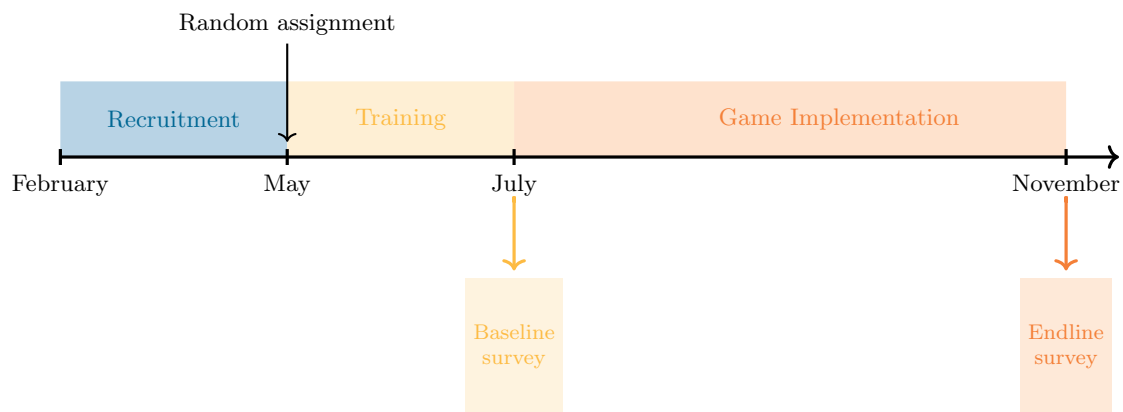 Random assignment
Recruitment
Training
Game Implementation
February
May
July
November
Baseline
survey
Endline
survey